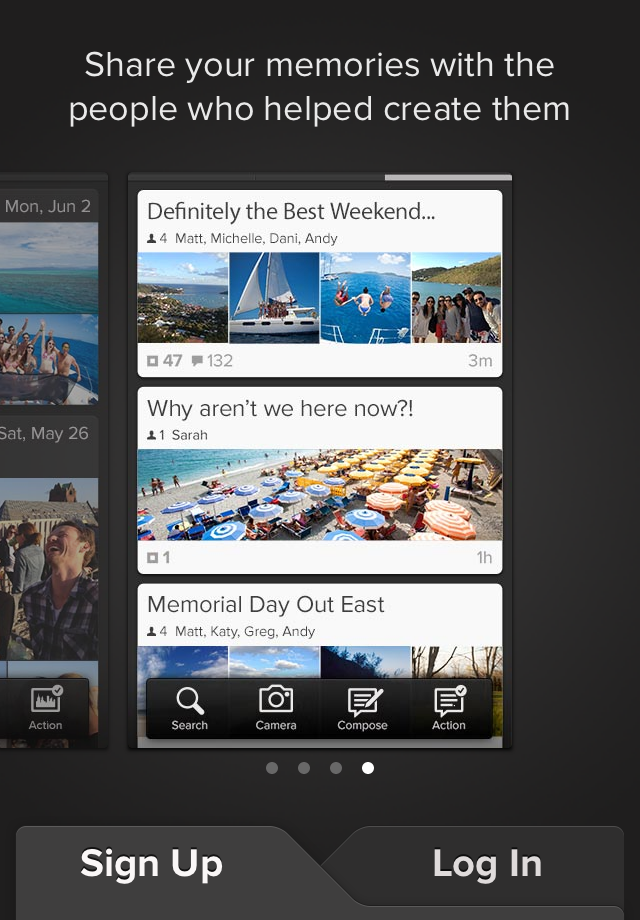 Share your memories with the
people who helped create them
Mon, Jun 2
Sat, May 26
Action
Definitely the Best Weekend...
4 Matt, Michelle, Dani, Andy
47 132
3m
Why aren't we here now?!
1 Sarah
1
1h
Memorial Day Out East
4 Matt, Katy, Greg, Andy
Search
Camera
Compose
Action
Sign Up
Log In